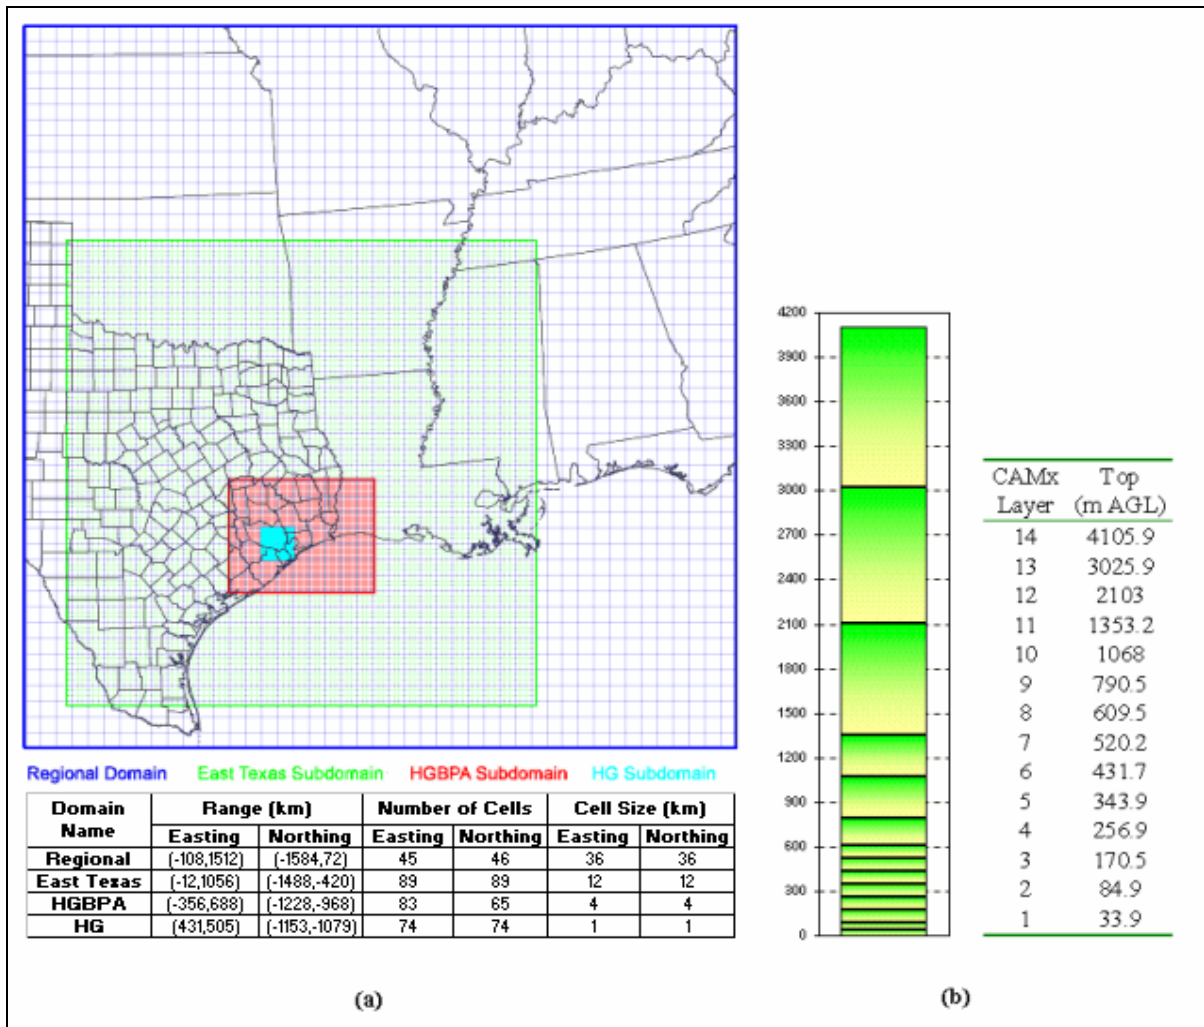 Regional Domain East Texas Subdomain HGBPA Subdomain HG Subdomain
Domain Name Range (km) Number of Cells Cell Size (km)
Easting Northing Easting Northing Easting Northing
Regional (-108,1512) (-1584,72) 45 46 36 36
East Texas (-12,1056) (-1488,-420) 89 89 12 12
HGBPA (-356,688) (-1228,-968) 83 65 4 4
HG (431,505) (-1153,-1079) 74 74 1 1
(a)
4200
3900
3600
3300
3000
2700
2400
2100
1800
1500
1200
900
600
300
0
CAMx Top
Layer (m AGL)
14 4105.9
13 3025.9
12 2103
11 1353.2
10 1068
9 790.5
8 609.5
7 520.2
6 431.7
5 343.9
4 256.9
3 170.5
2 84.9
1 33.9
(b)